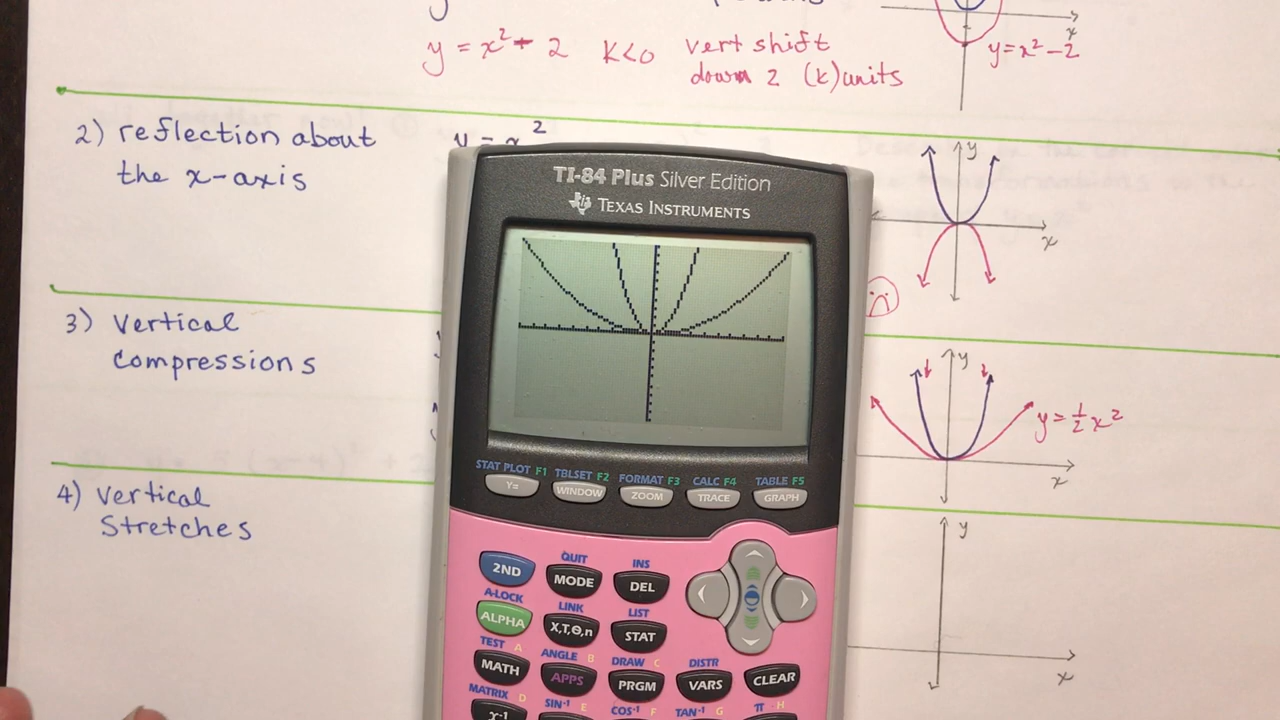 y = x² - 2 K<0 vert shift
down 2 (k) units
y=x²-2
x
2) reflection about
the x-axis
y = x²
y
x
3) vertical
compressions
y
y=½x²
x
4) vertical
Stretches
y
x
TI-84 Plus Silver Edition
TEXAS INSTRUMENTS
STAT PLOT F1 TBLSET F2 FORMAT F3 CALC F4 TABLE F5
Y= WINDOW ZOOM TRACE GRAPH
QUIT INS
2ND MODE DEL
A-LOCK LINK LIST
ALPHA X,T,Θ,n STAT
TEST A ANGLE B DRAW C DISTR
MATH APPS PRGM VARS CLEAR
MATRIX D SIN⁻¹ E COS⁻¹ F TAN⁻¹ G π H
x⁻¹